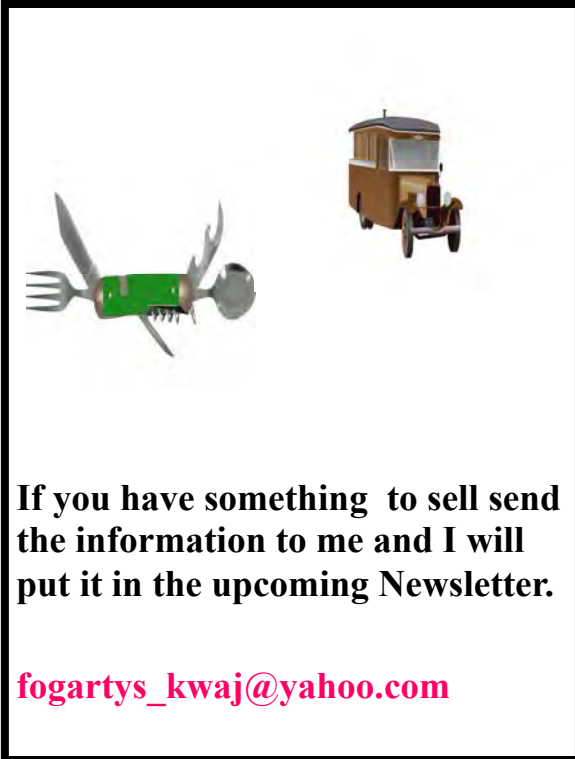 If you have something  to sell send
the information to me and I will
put it in the upcoming Newsletter.
fogartys_kwaj@yahoo.com